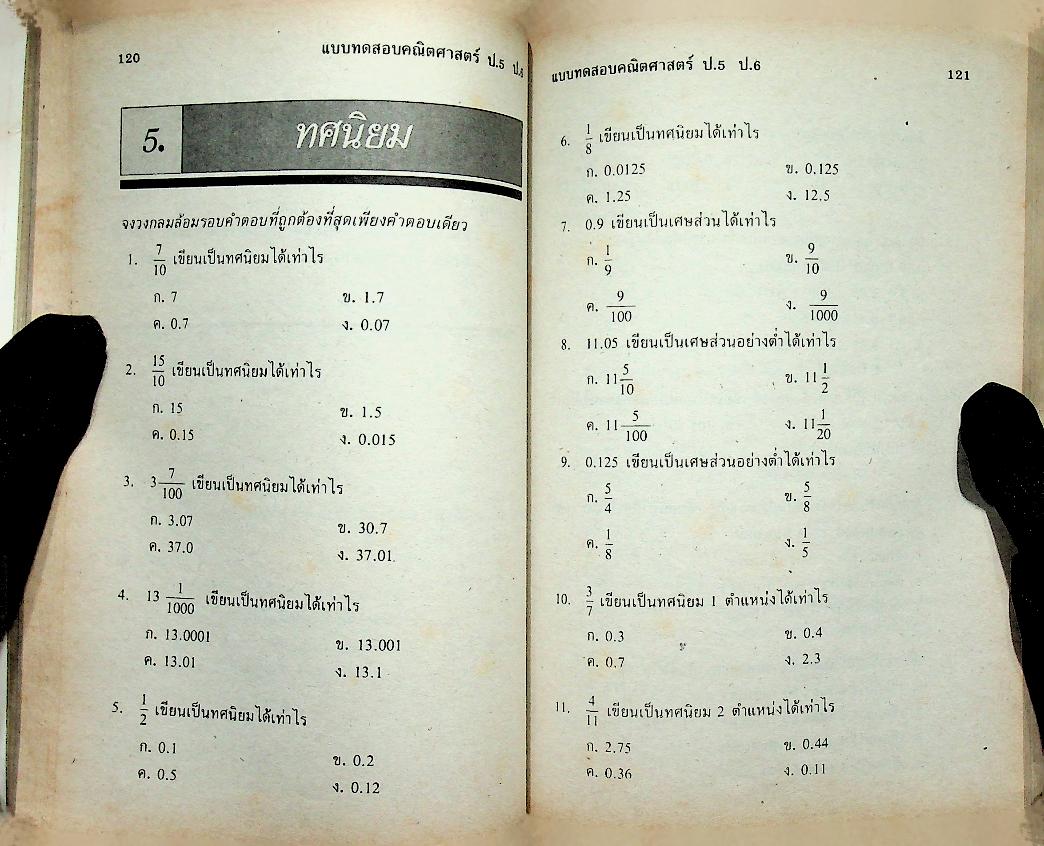 120
แบบทดสอบคณิตศาสตร์ ป.5 ป.6
5. ทศนิยม
จงวงกลมล้อมรอบคำตอบที่ถูกต้องที่สุดเพียงคำตอบเดียว
1. 7/10 เขียนเป็นทศนิยมได้เท่าไร
ก. 7 ข. 1.7
ค. 0.7 ง. 0.07
2. 15/10 เขียนเป็นทศนิยมได้เท่าไร
ก. 15 ข. 1.5
ค. 0.15 ง. 0.015
3. 3 7/100 เขียนเป็นทศนิยมได้เท่าไร
ก. 3.07 ข. 30.7
ค. 37.0 ง. 37.01
4. 13 1/1000 เขียนเป็นทศนิยมได้เท่าไร
ก. 13.0001 ข. 13.001
ค. 13.01 ง. 13.1
5. 1/2 เขียนเป็นทศนิยมได้เท่าไร
ก. 0.1 ข. 0.2
ค. 0.5 ง. 0.12
แบบทดสอบคณิตศาสตร์ ป.5 ป.6
121
6. 1/8 เขียนเป็นทศนิยมได้เท่าไร
ก. 0.0125 ข. 0.125
ค. 1.25 ง. 12.5
7. 0.9 เขียนเป็นเศษส่วนได้เท่าไร
ก. 1/9 ข. 9/10
ค. 9/100 ง. 9/1000
8. 11.05 เขียนเป็นเศษส่วนอย่างต่ำได้เท่าไร
ก. 11 5/10 ข. 11 1/2
ค. 11 5/100 ง. 11 1/20
9. 0.125 เขียนเป็นเศษส่วนอย่างต่ำได้เท่าไร
ก. 5/4 ข. 5/8
ค. 1/8 ง. 1/5
10. 3/7 เขียนเป็นทศนิยม 1 ตำแหน่งได้เท่าไร
ก. 0.3 ข. 0.4
ค. 0.7 ง. 2.3
11. 4/11 เขียนเป็นทศนิยม 2 ตำแหน่งได้เท่าไร
ก. 2.75 ข. 0.44
ค. 0.36 ง. 0.11